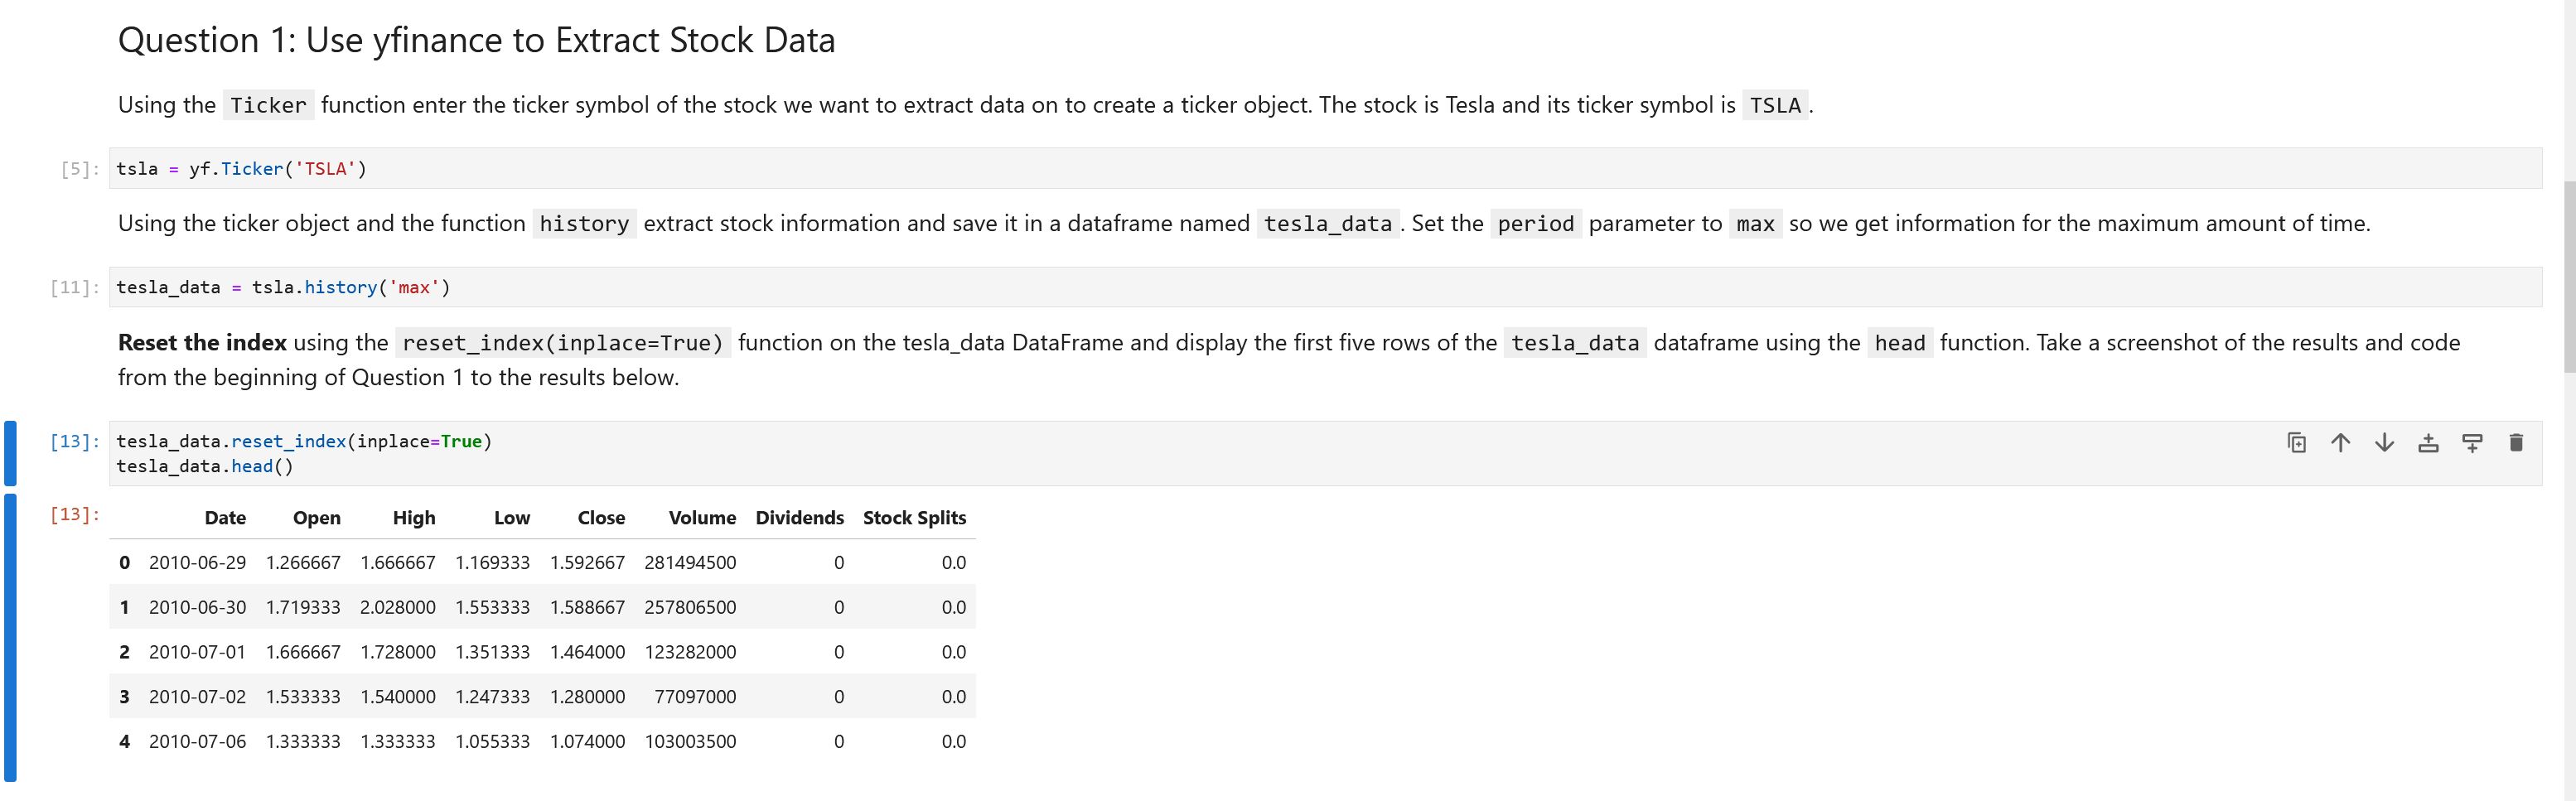 Question 1: Use yfinance to Extract Stock Data
Using the Ticker function enter the ticker symbol of the stock we want to extract data on to create a ticker object. The stock is Tesla and its ticker symbol is TSLA .
[5]: tsla = yf.Ticker('TSLA')
Using the ticker object and the function history extract stock information and save it in a dataframe named tesla_data . Set the period parameter to max so we get information for the maximum amount of time.
[11]: tesla_data = tsla.history('max')
Reset the index using the reset_index(inplace=True) function on the tesla_data DataFrame and display the first five rows of the tesla_data dataframe using the head function. Take a screenshot of the results and code
from the beginning of Question 1 to the results below.
[13]: tesla_data.reset_index(inplace=True)
tesla_data.head()
[13]: Date Open High Low Close Volume Dividends Stock Splits
0 2010-06-29 1.266667 1.666667 1.169333 1.592667 281494500 0 0.0
1 2010-06-30 1.719333 2.028000 1.553333 1.588667 257806500 0 0.0
2 2010-07-01 1.666667 1.728000 1.351333 1.464000 123282000 0 0.0
3 2010-07-02 1.533333 1.540000 1.247333 1.280000 77097000 0 0.0
4 2010-07-06 1.333333 1.333333 1.055333 1.074000 103003500 0 0.0